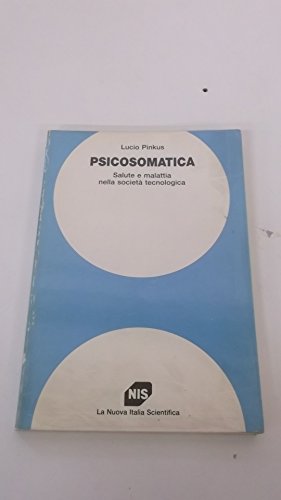 Lucio Pinkus
PSICOSOMATICA
Salute e malattia
nella società tecnologica
NIS
La Nuova Italia Scientifica